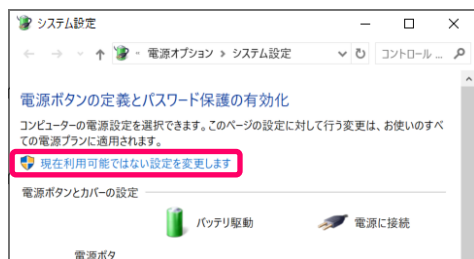 システム設定
電源オプション > システム設定
コントロール ...
電源ボタンの定義とパスワード保護の有効化
コンピューターの電源設定を選択できます。このページの設定に対して行う変更は、お使いのすべ
ての電源プランに適用されます。
現在利用可能ではない設定を変更します
電源ボタンとカバーの設定
バッテリ駆動
電源に接続
電源ボタ